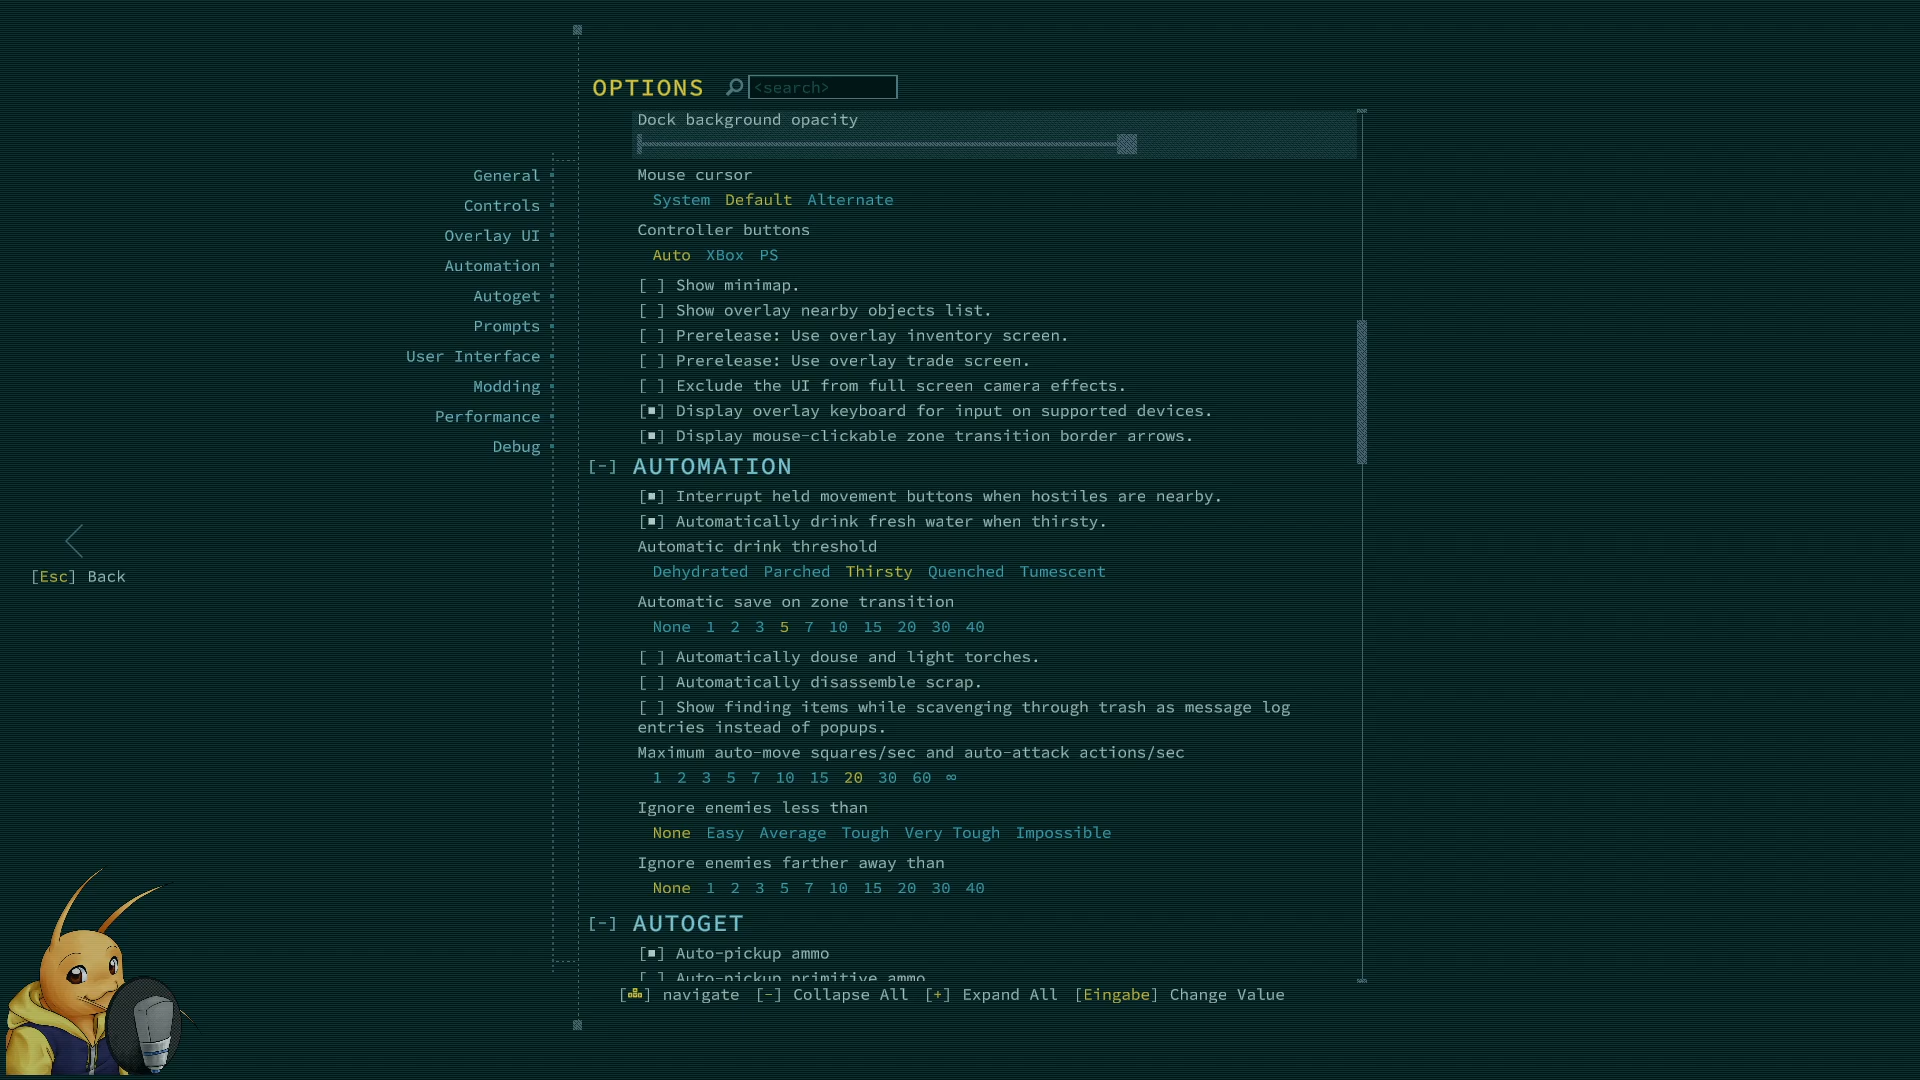 OPTIONS <search>
Dock background opacity
Mouse cursor
System Default Alternate
Controller buttons
Auto XBox PS
[ ] Show minimap.
[ ] Show overlay nearby objects list.
[ ] Prerelease: Use overlay inventory screen.
[ ] Prerelease: Use overlay trade screen.
[ ] Exclude the UI from full screen camera effects.
[■] Display overlay keyboard for input on supported devices.
[■] Display mouse-clickable zone transition border arrows.
[-] AUTOMATION
[■] Interrupt held movement buttons when hostiles are nearby.
[■] Automatically drink fresh water when thirsty.
Automatic drink threshold
Dehydrated Parched Thirsty Quenched Tumescent
Automatic save on zone transition
None 1 2 3 5 7 10 15 20 30 40
[ ] Automatically douse and light torches.
[ ] Automatically disassemble scrap.
[ ] Show finding items while scavenging through trash as message log
entries instead of popups.
Maximum auto-move squares/sec and auto-attack actions/sec
1 2 3 5 7 10 15 20 30 60 ∞
Ignore enemies less than
None Easy Average Tough Very Tough Impossible
Ignore enemies farther away than
None 1 2 3 5 7 10 15 20 30 40
[-] AUTOGET
[■] Auto-pickup ammo
[ ] Auto-pickup primitive ammo
General
Controls
Overlay UI
Automation
Autoget
Prompts
User Interface
Modding
Performance
Debug
[Esc] Back
navigate [-] Collapse All [+] Expand All [Eingabe] Change Value